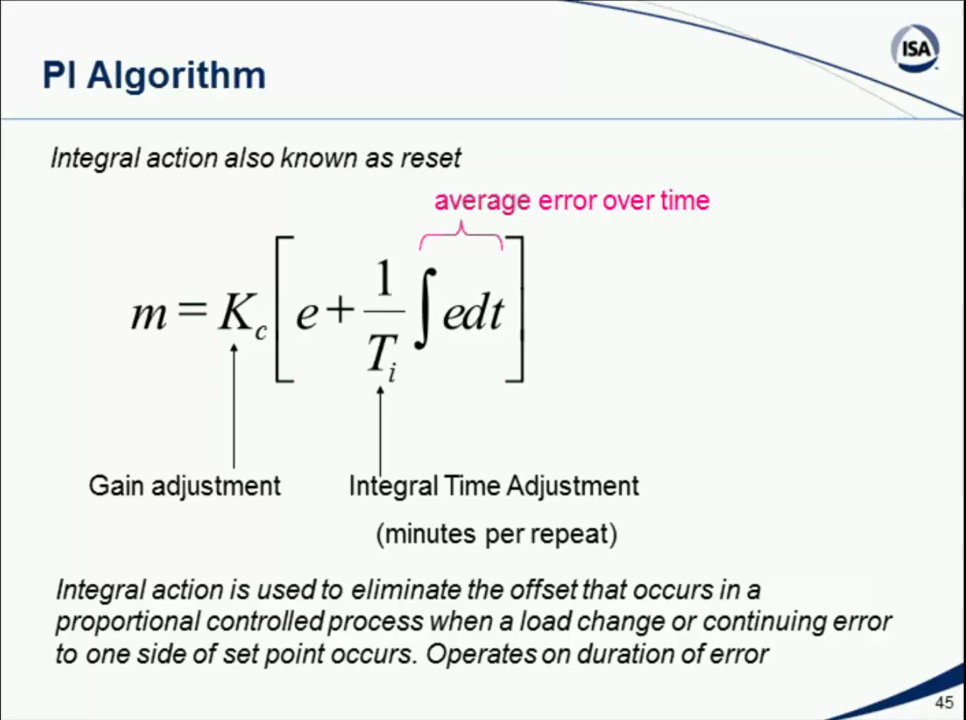 ISA
PI Algorithm
Integral action also known as reset
average error over time
m = K_c [ e + \frac{1}{T_i} ∫ edt ]
Gain adjustment
Integral Time Adjustment
(minutes per repeat)
Integral action is used to eliminate the offset that occurs in a
proportional controlled process when a load change or continuing error
to one side of set point occurs. Operates on duration of error
45